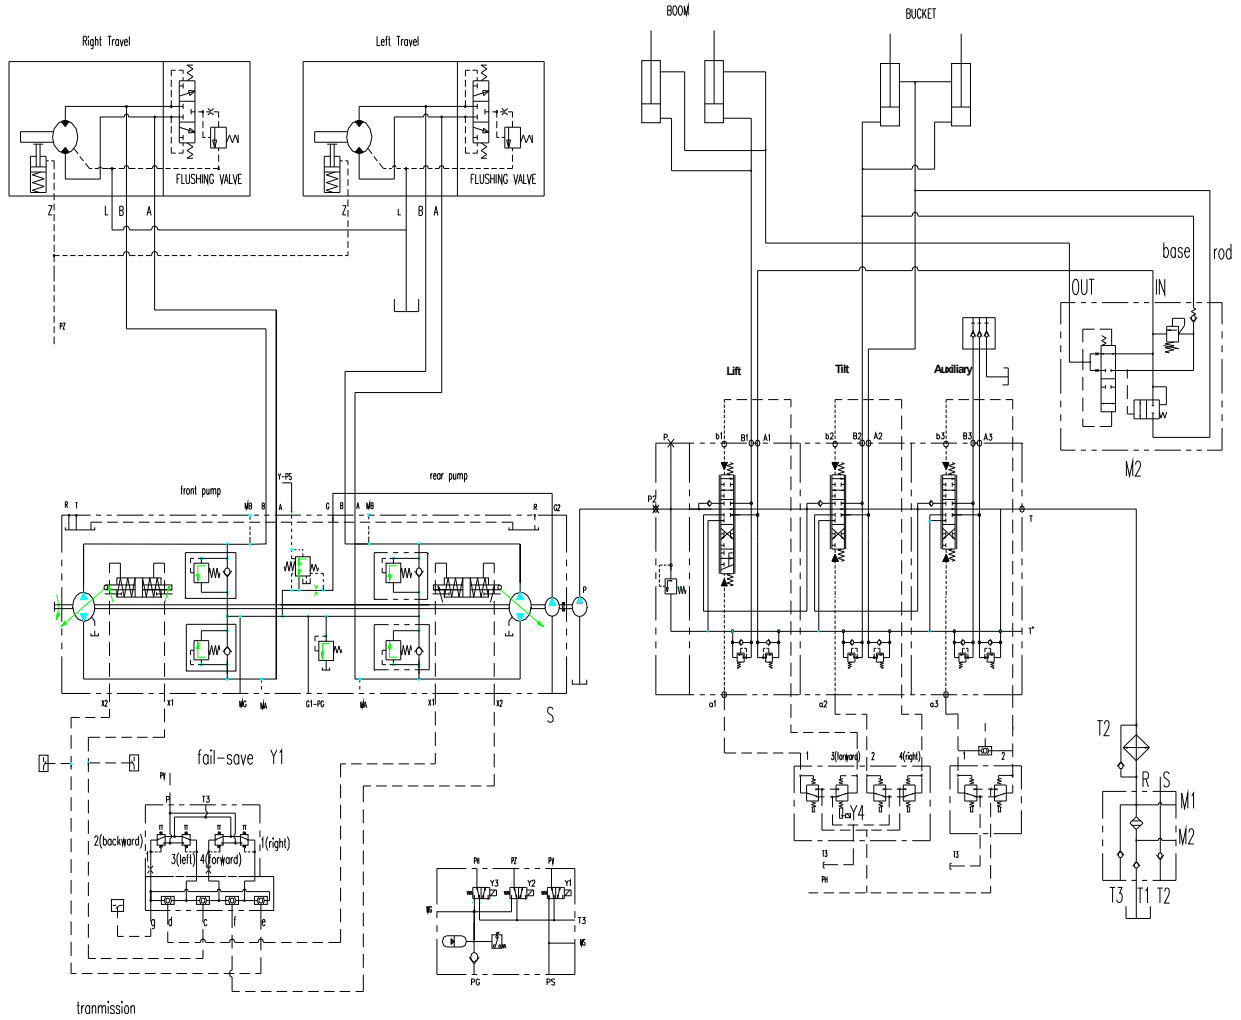 BOOM
BUCKET
Right Travel
Left Travel
FLUSHING VALVE
FLUSHING VALVE
Z L B A
Z L B A
PZ
base rod
OUT IN
M2
Lift Tilt Auxiliary
b1 B1 A1 b2 B2 A2 b3 B3 A3
P
P2
T
T'
a1 a2 a3
Y-PS
front pump
rear pump
R T MB B A G B A MB R G2
P
X2 X1 MG MA G1-PG MA X1 X2
S
fail-save Y1
PV
P T3
2(backward) 3(left) 4(forward) 1(right)
g d c f e
tranmission
PH PZ PV
Y3 Y2 Y1
MG
T3
MS
PG PS
1 3(forward) 2 4(right)
Y4
T3
PH
1 2
T3
T2
R S
M1
M2
T3 T1 T2